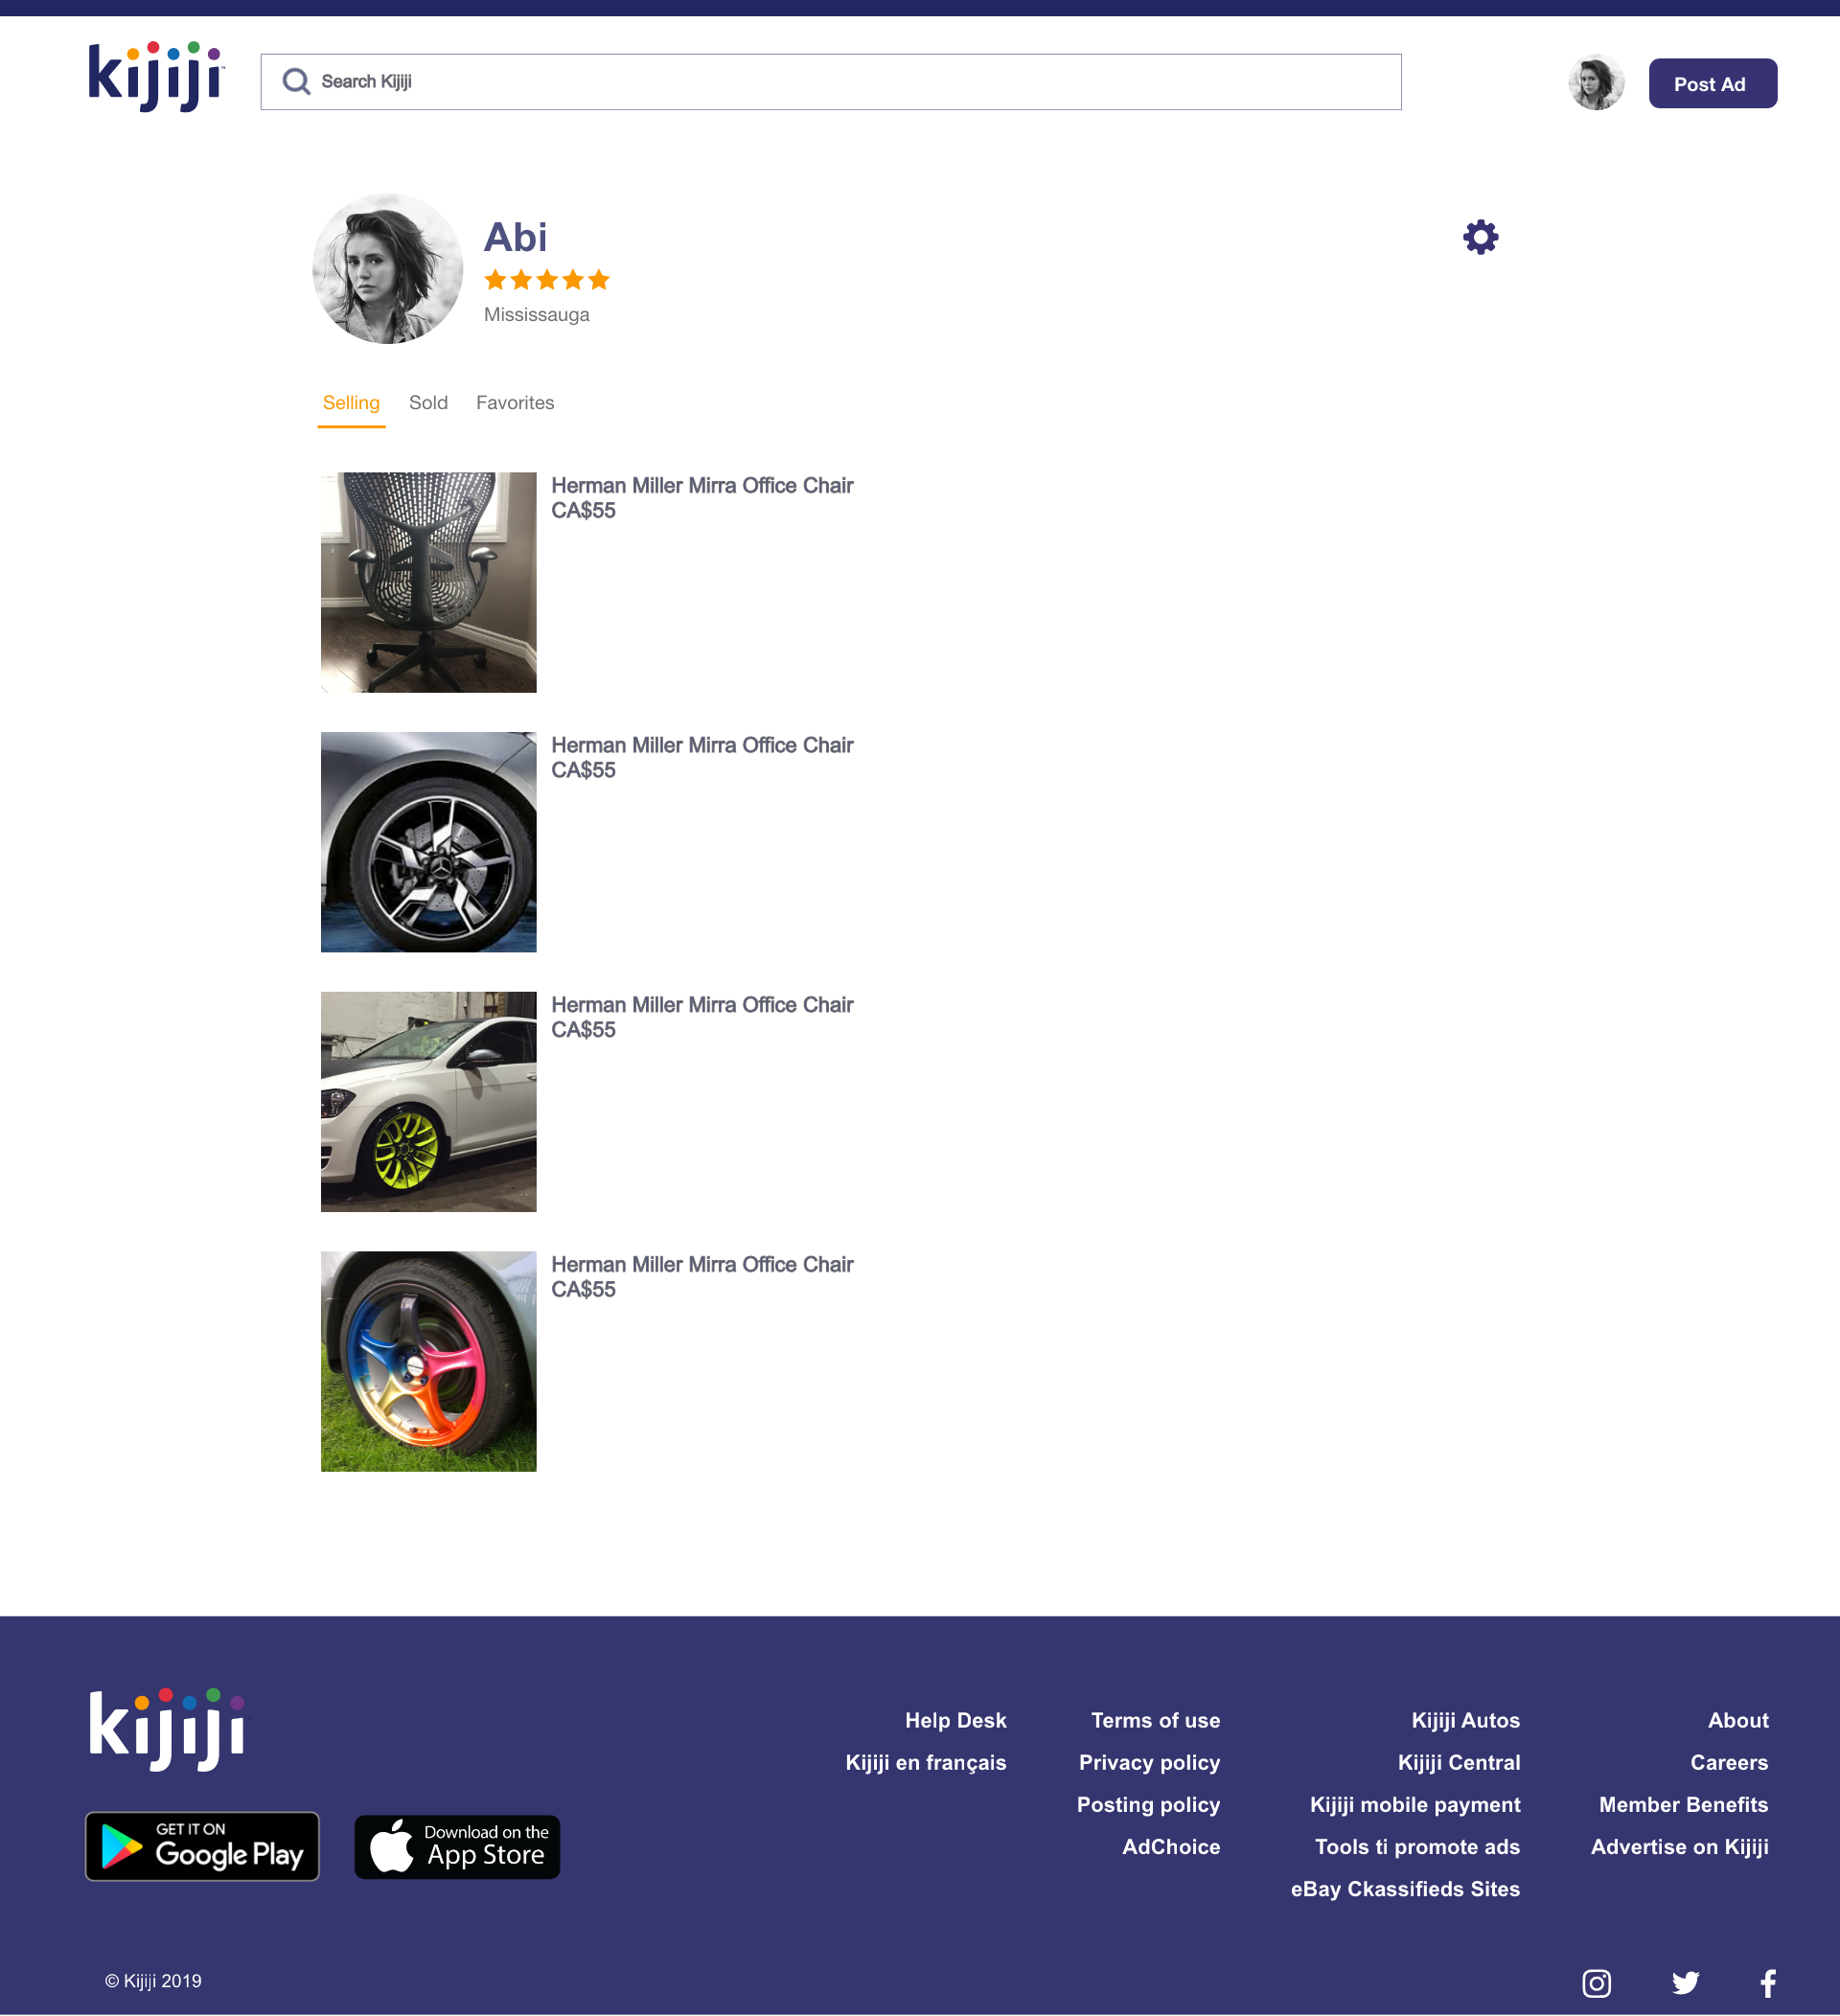 kijiji
Search Kijiji
Post Ad
Abi
Mississauga
Selling Sold Favorites
Herman Miller Mirra Office Chair
CA$55
Herman Miller Mirra Office Chair
CA$55
Herman Miller Mirra Office Chair
CA$55
Herman Miller Mirra Office Chair
CA$55
kijiji
GET IT ON
Google Play
Download on the
App Store
Help Desk
Kijiji en français
Terms of use
Privacy policy
Posting policy
AdChoice
Kijiji Autos
Kijiji Central
Kijiji mobile payment
Tools ti promote ads
eBay Ckassifieds Sites
About
Careers
Member Benefits
Advertise on Kijiji
© Kijiji 2019